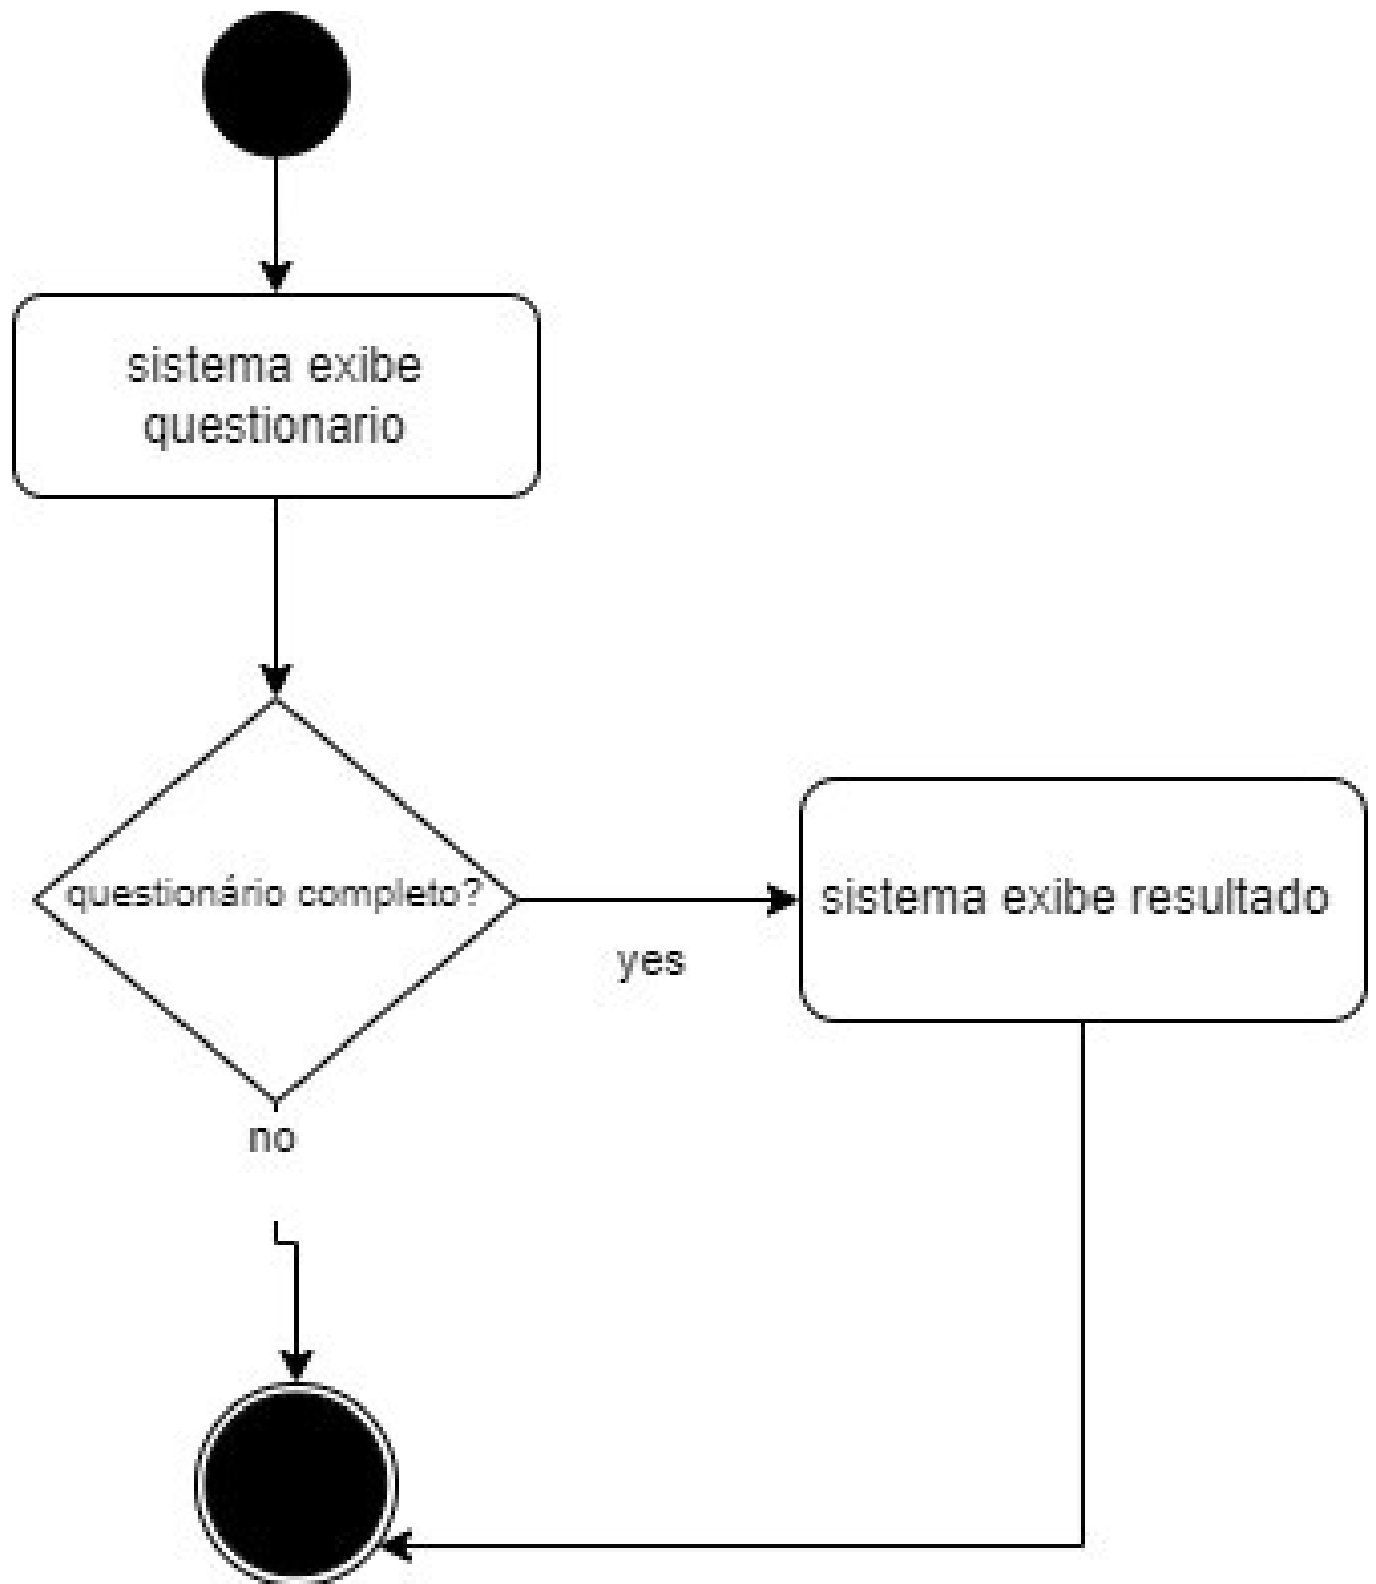 sistema exibe
questionario
questionário completo?
sistema exibe resultado
yes
no